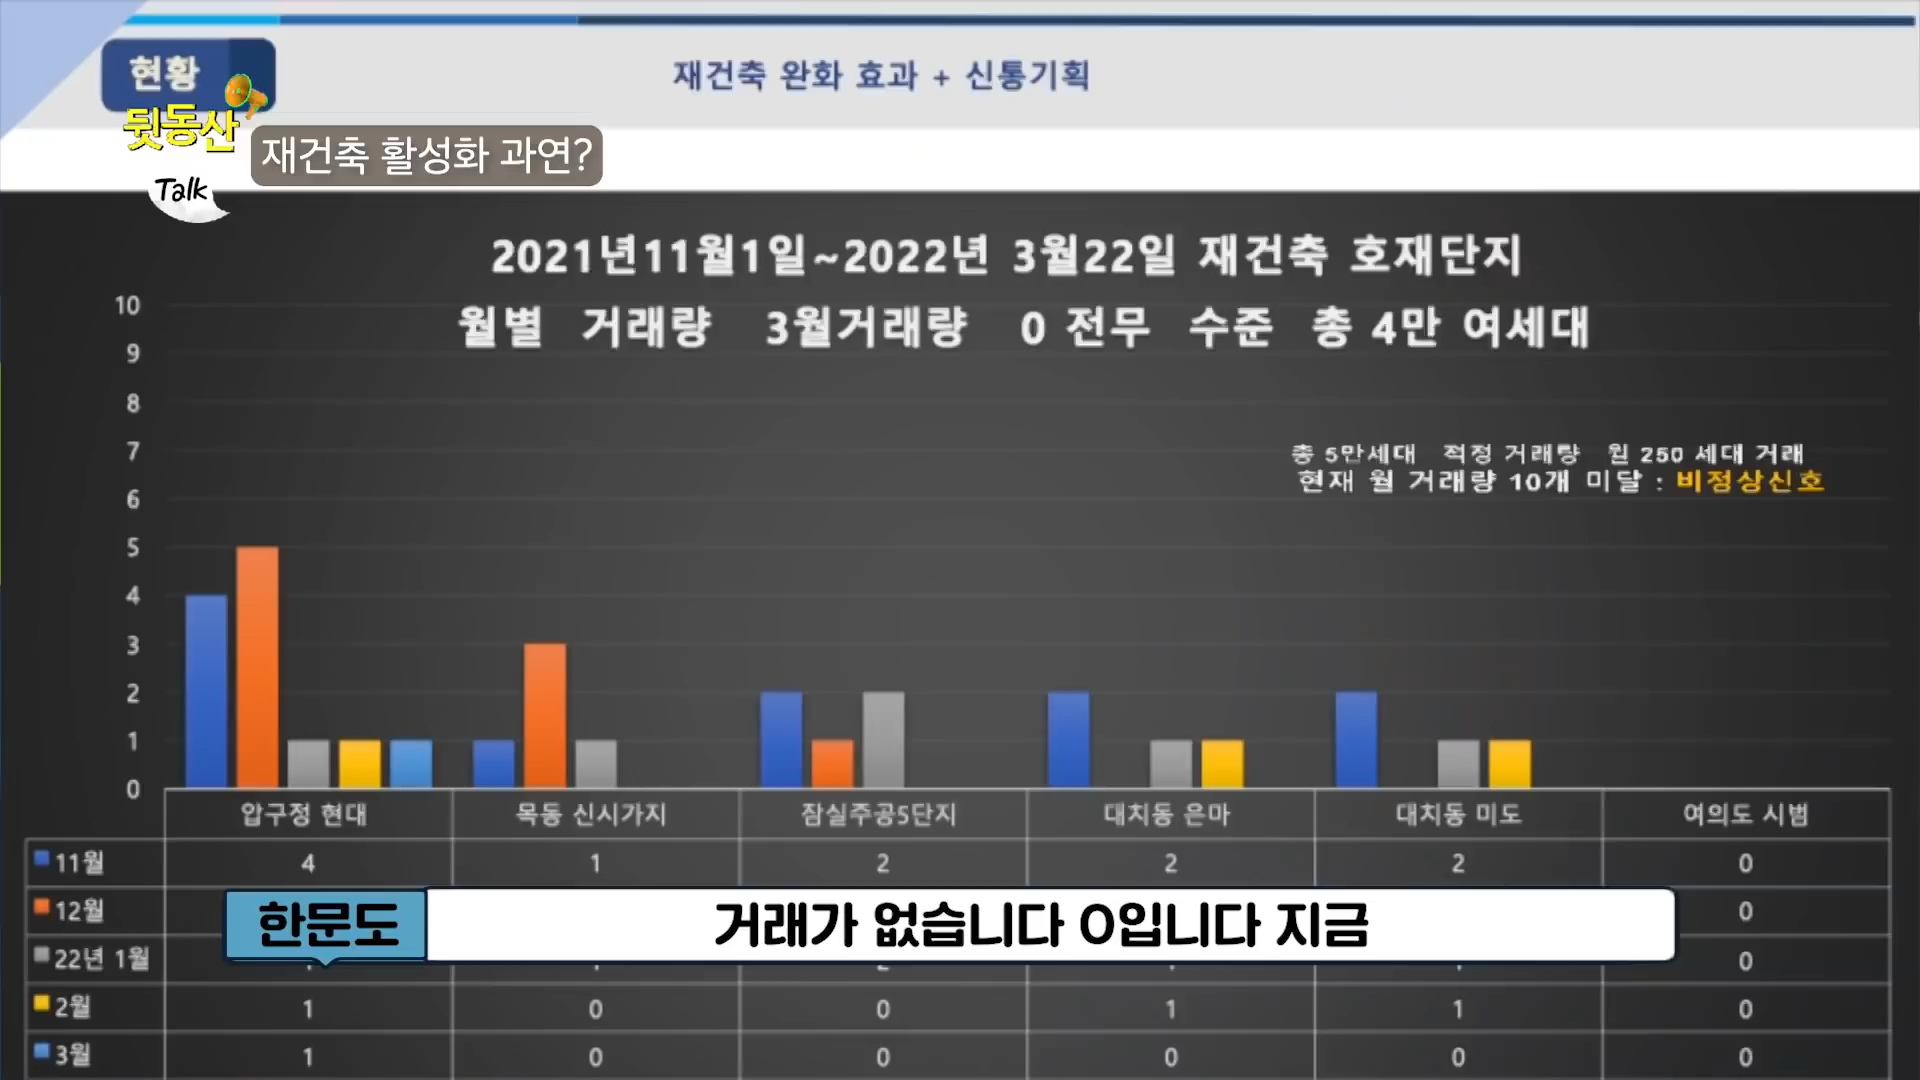 현황
재건축 완화 효과 + 신통기획
뒷동산
Talk
재건축 활성화 과연?
2021년11월1일~2022년 3월22일 재건축 호재단지
월별 거래량 3월거래량 0 전무 수준 총 4만 여세대
총 5만세대 적정 거래량 월 250 세대 거래
현재 월 거래량 10개 미달 : 비정상신호
10
9
8
7
6
5
4
3
2
1
0
압구정 현대 목동 신시가지 잠실주공5단지 대치동 은마 대치동 미도 여의도 시범
11월 4 1 2 2 2 0
12월 0
22년 1월 0
2월 1 0 0 1 1 0
3월 1 0 0 0 0 0
한문도 거래가 없습니다 0입니다 지금